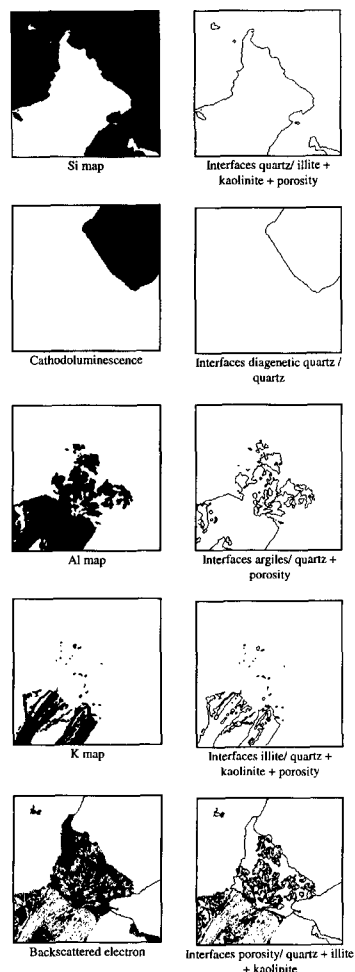 Si map
Interfaces quartz/ illite +
kaolinite + porosity
Cathodoluminescence
Interfaces diagenetic quartz /
quartz
Al map
Interfaces argiles/ quartz +
porosity
K map
Interfaces illite/ quartz +
kaolinite + porosity
Backscattered electron
Interfaces porosity/ quartz + illite
+ kaolinite